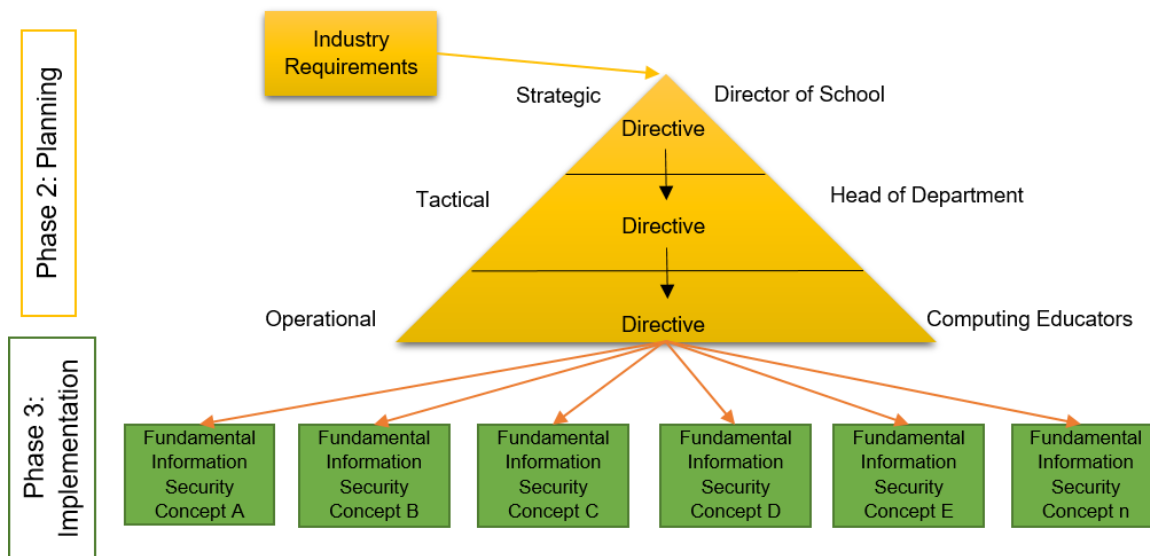 Industry
Requirements
Phase 2: Planning
Strategic
Director of School
Directive
Tactical
Head of Department
Directive
Operational
Directive
Computing Educators
Phase 3:
Implementation
Fundamental
Information
Security
Concept A
Fundamental
Information
Security
Concept B
Fundamental
Information
Security
Concept C
Fundamental
Information
Security
Concept D
Fundamental
Information
Security
Concept E
Fundamental
Information
Security
Concept n